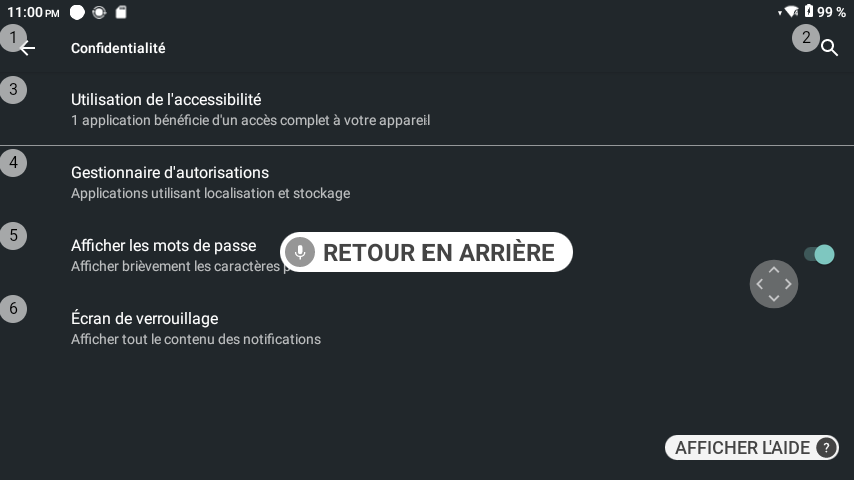 11:00 PM 99 %
1 Confidentialité 2
3 Utilisation de l'accessibilité
1 application bénéficie d'un accès complet à votre appareil
4 Gestionnaire d'autorisations
Applications utilisant localisation et stockage
5 Afficher les mots de passe
RETOUR EN ARRIÈRE
Afficher brièvement les caractères
6 Écran de verrouillage
Afficher tout le contenu des notifications
AFFICHER L'AIDE ?